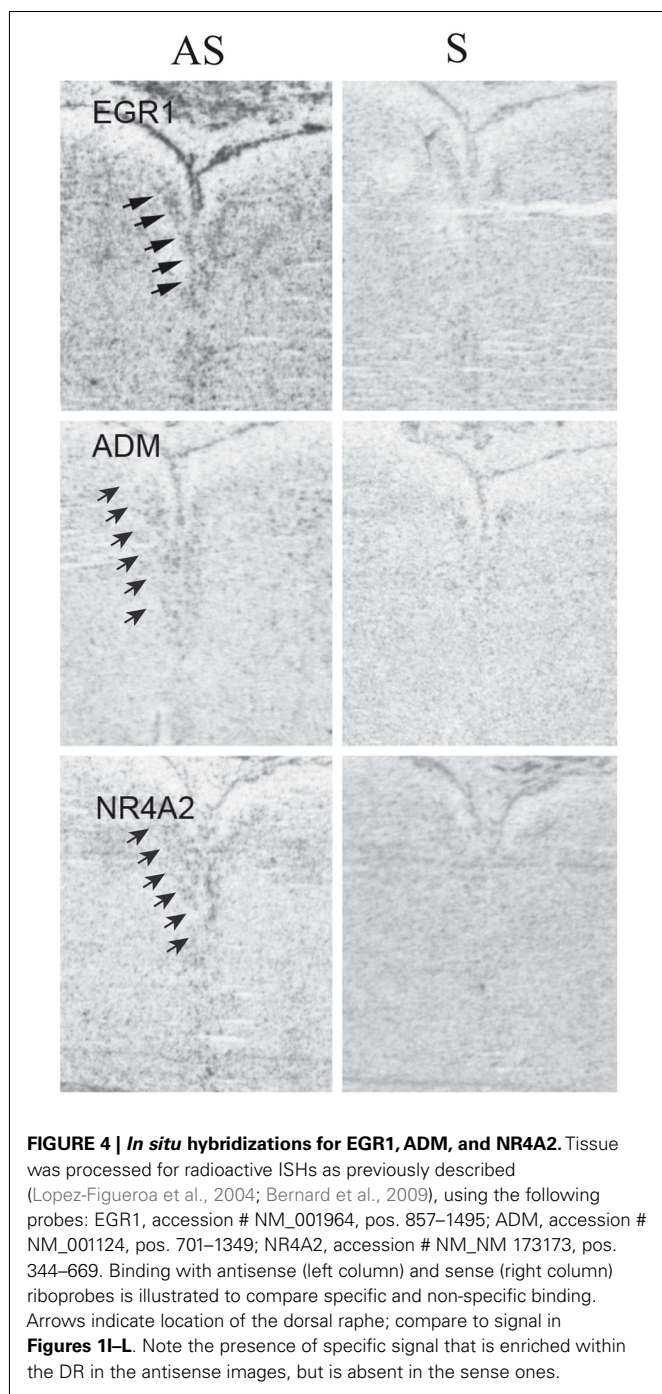 AS S
EGR1
ADM
NR4A2
FIGURE 4 | In situ hybridizations for EGR1, ADM, and NR4A2. Tissue
was processed for radioactive ISHs as previously described
(Lopez-Figueroa et al., 2004; Bernard et al., 2009), using the following
probes: EGR1, accession # NM_001964, pos. 857–1495; ADM, accession #
NM_001124, pos. 701–1349; NR4A2, accession # NM_NM 173173, pos.
344–669. Binding with antisense (left column) and sense (right column)
riboprobes is illustrated to compare specific and non-specific binding.
Arrows indicate location of the dorsal raphe; compare to signal in
Figures 1I–L. Note the presence of specific signal that is enriched within
the DR in the antisense images, but is absent in the sense ones.